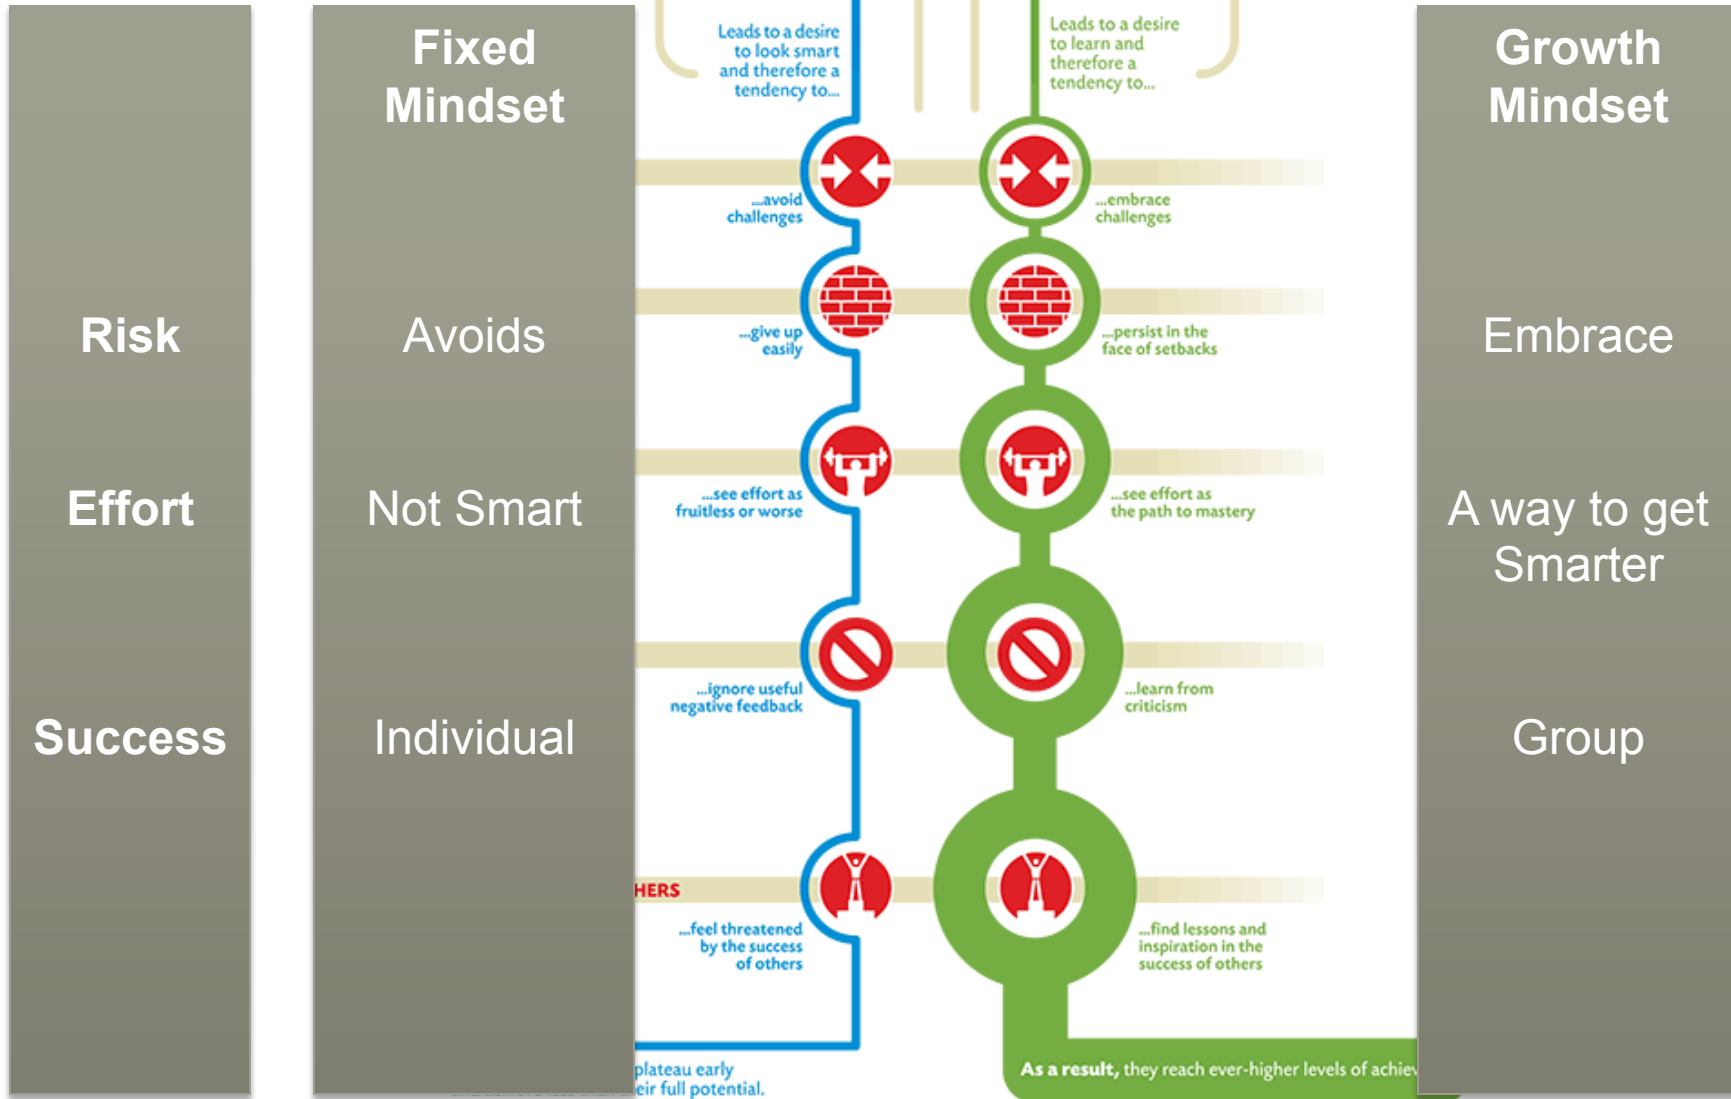 Fixed
Mindset
Growth
Mindset
Leads to a desire
to look smart
and therefore a
tendency to...
Leads to a desire
to learn and
therefore a
tendency to...
...avoid
challenges
...embrace
challenges
Risk
Avoids
...give up
easily
...persist in the
face of setbacks
Embrace
Effort
Not Smart
...see effort as
fruitless or worse
...see effort as
the path to mastery
A way to get
Smarter
...ignore useful
negative feedback
...learn from
criticism
Success
Individual
Group
HERS
...feel threatened
by the success
of others
...find lessons and
inspiration in the
success of others
plateau early
eir full potential.
As a result, they reach ever-higher levels of achiev